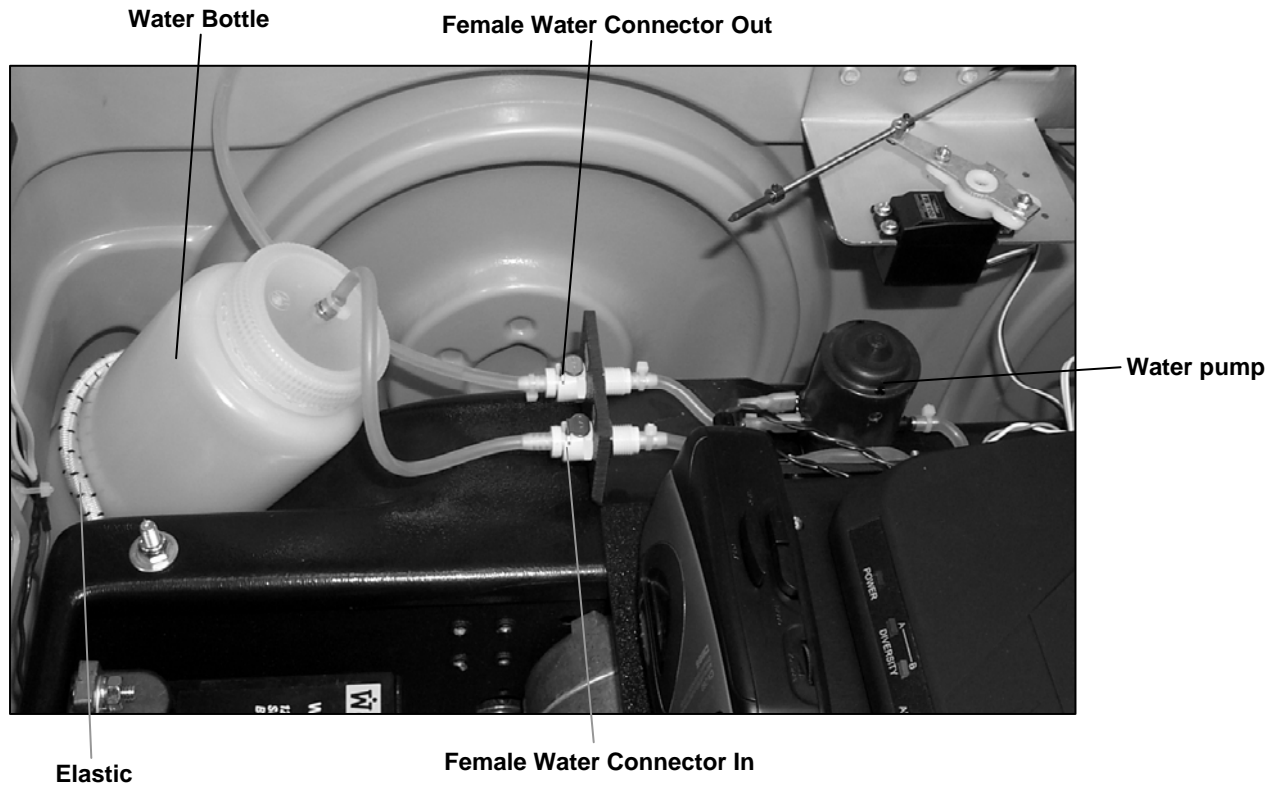 Water Bottle
Female Water Connector Out
Water pump
POWER
A
B
DIVERSITY
Female Water Connector In
Elastic